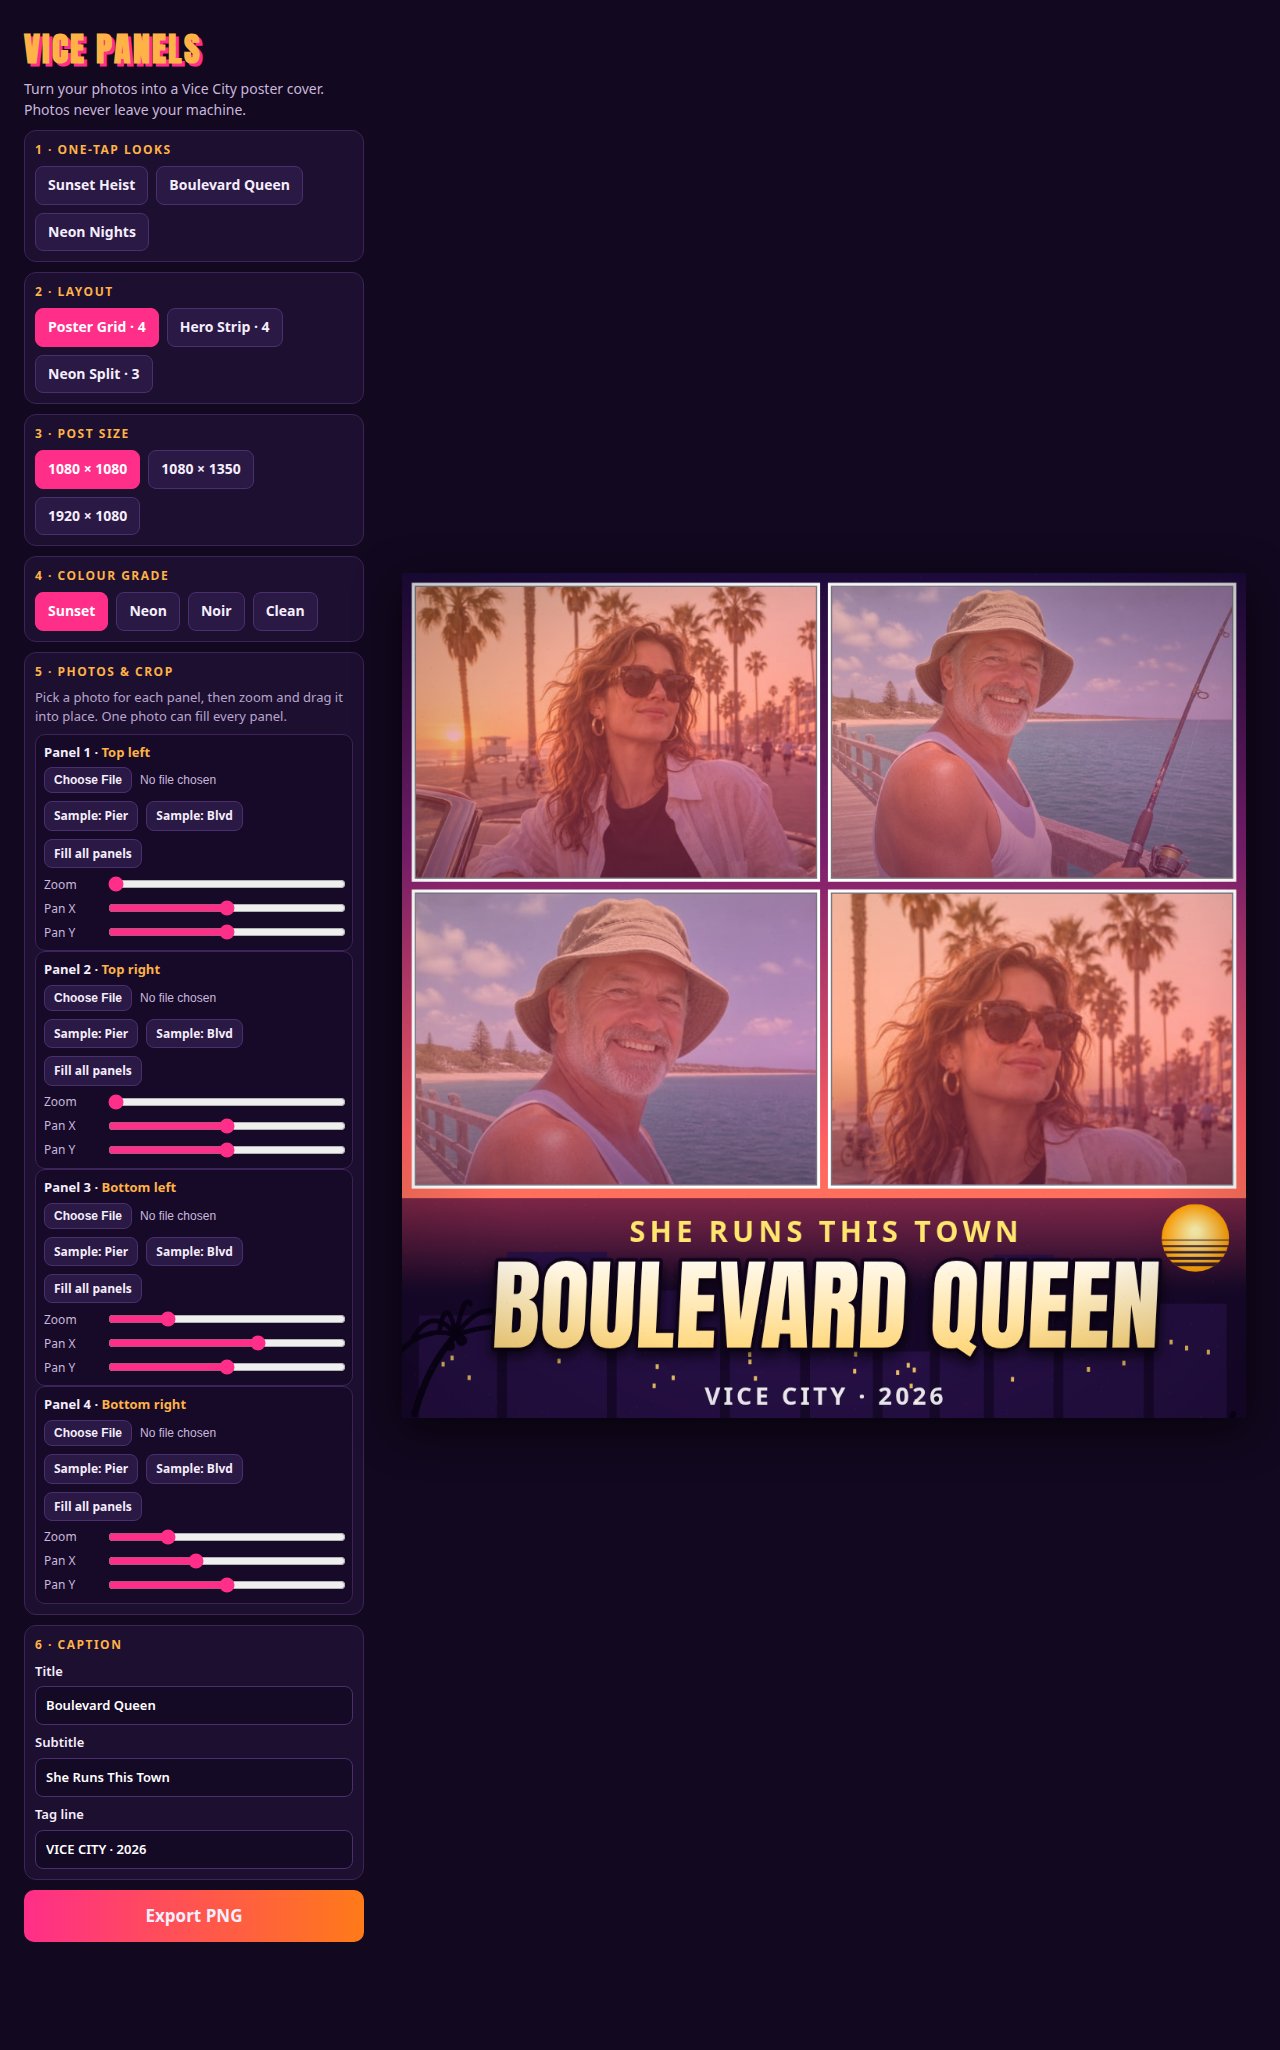 VICE PANELS
Turn your photos into a Vice City poster cover.
Photos never leave your machine.
1 · ONE-TAP LOOKS
Sunset Heist
Boulevard Queen
Neon Nights
2 · LAYOUT
Poster Grid · 4
Hero Strip · 4
Neon Split · 3
3 · POST SIZE
1080 × 1080
1080 × 1350
1920 × 1080
4 · COLOUR GRADE
Sunset
Neon
Noir
Clean
5 · PHOTOS & CROP
Pick a photo for each panel, then zoom and drag it
into place. One photo can fill every panel.
Panel 1 · Top left
Choose File No file chosen
Sample: Pier
Sample: Blvd
Fill all panels
Zoom
Pan X
Pan Y
Panel 2 · Top right
Choose File No file chosen
Sample: Pier
Sample: Blvd
Fill all panels
Zoom
Pan X
Pan Y
Panel 3 · Bottom left
Choose File No file chosen
Sample: Pier
Sample: Blvd
Fill all panels
Zoom
Pan X
Pan Y
Panel 4 · Bottom right
Choose File No file chosen
Sample: Pier
Sample: Blvd
Fill all panels
Zoom
Pan X
Pan Y
6 · CAPTION
Title
Boulevard Queen
Subtitle
She Runs This Town
Tag line
VICE CITY · 2026
Export PNG
SHE RUNS THIS TOWN
BOULEVARD QUEEN
VICE CITY · 2026